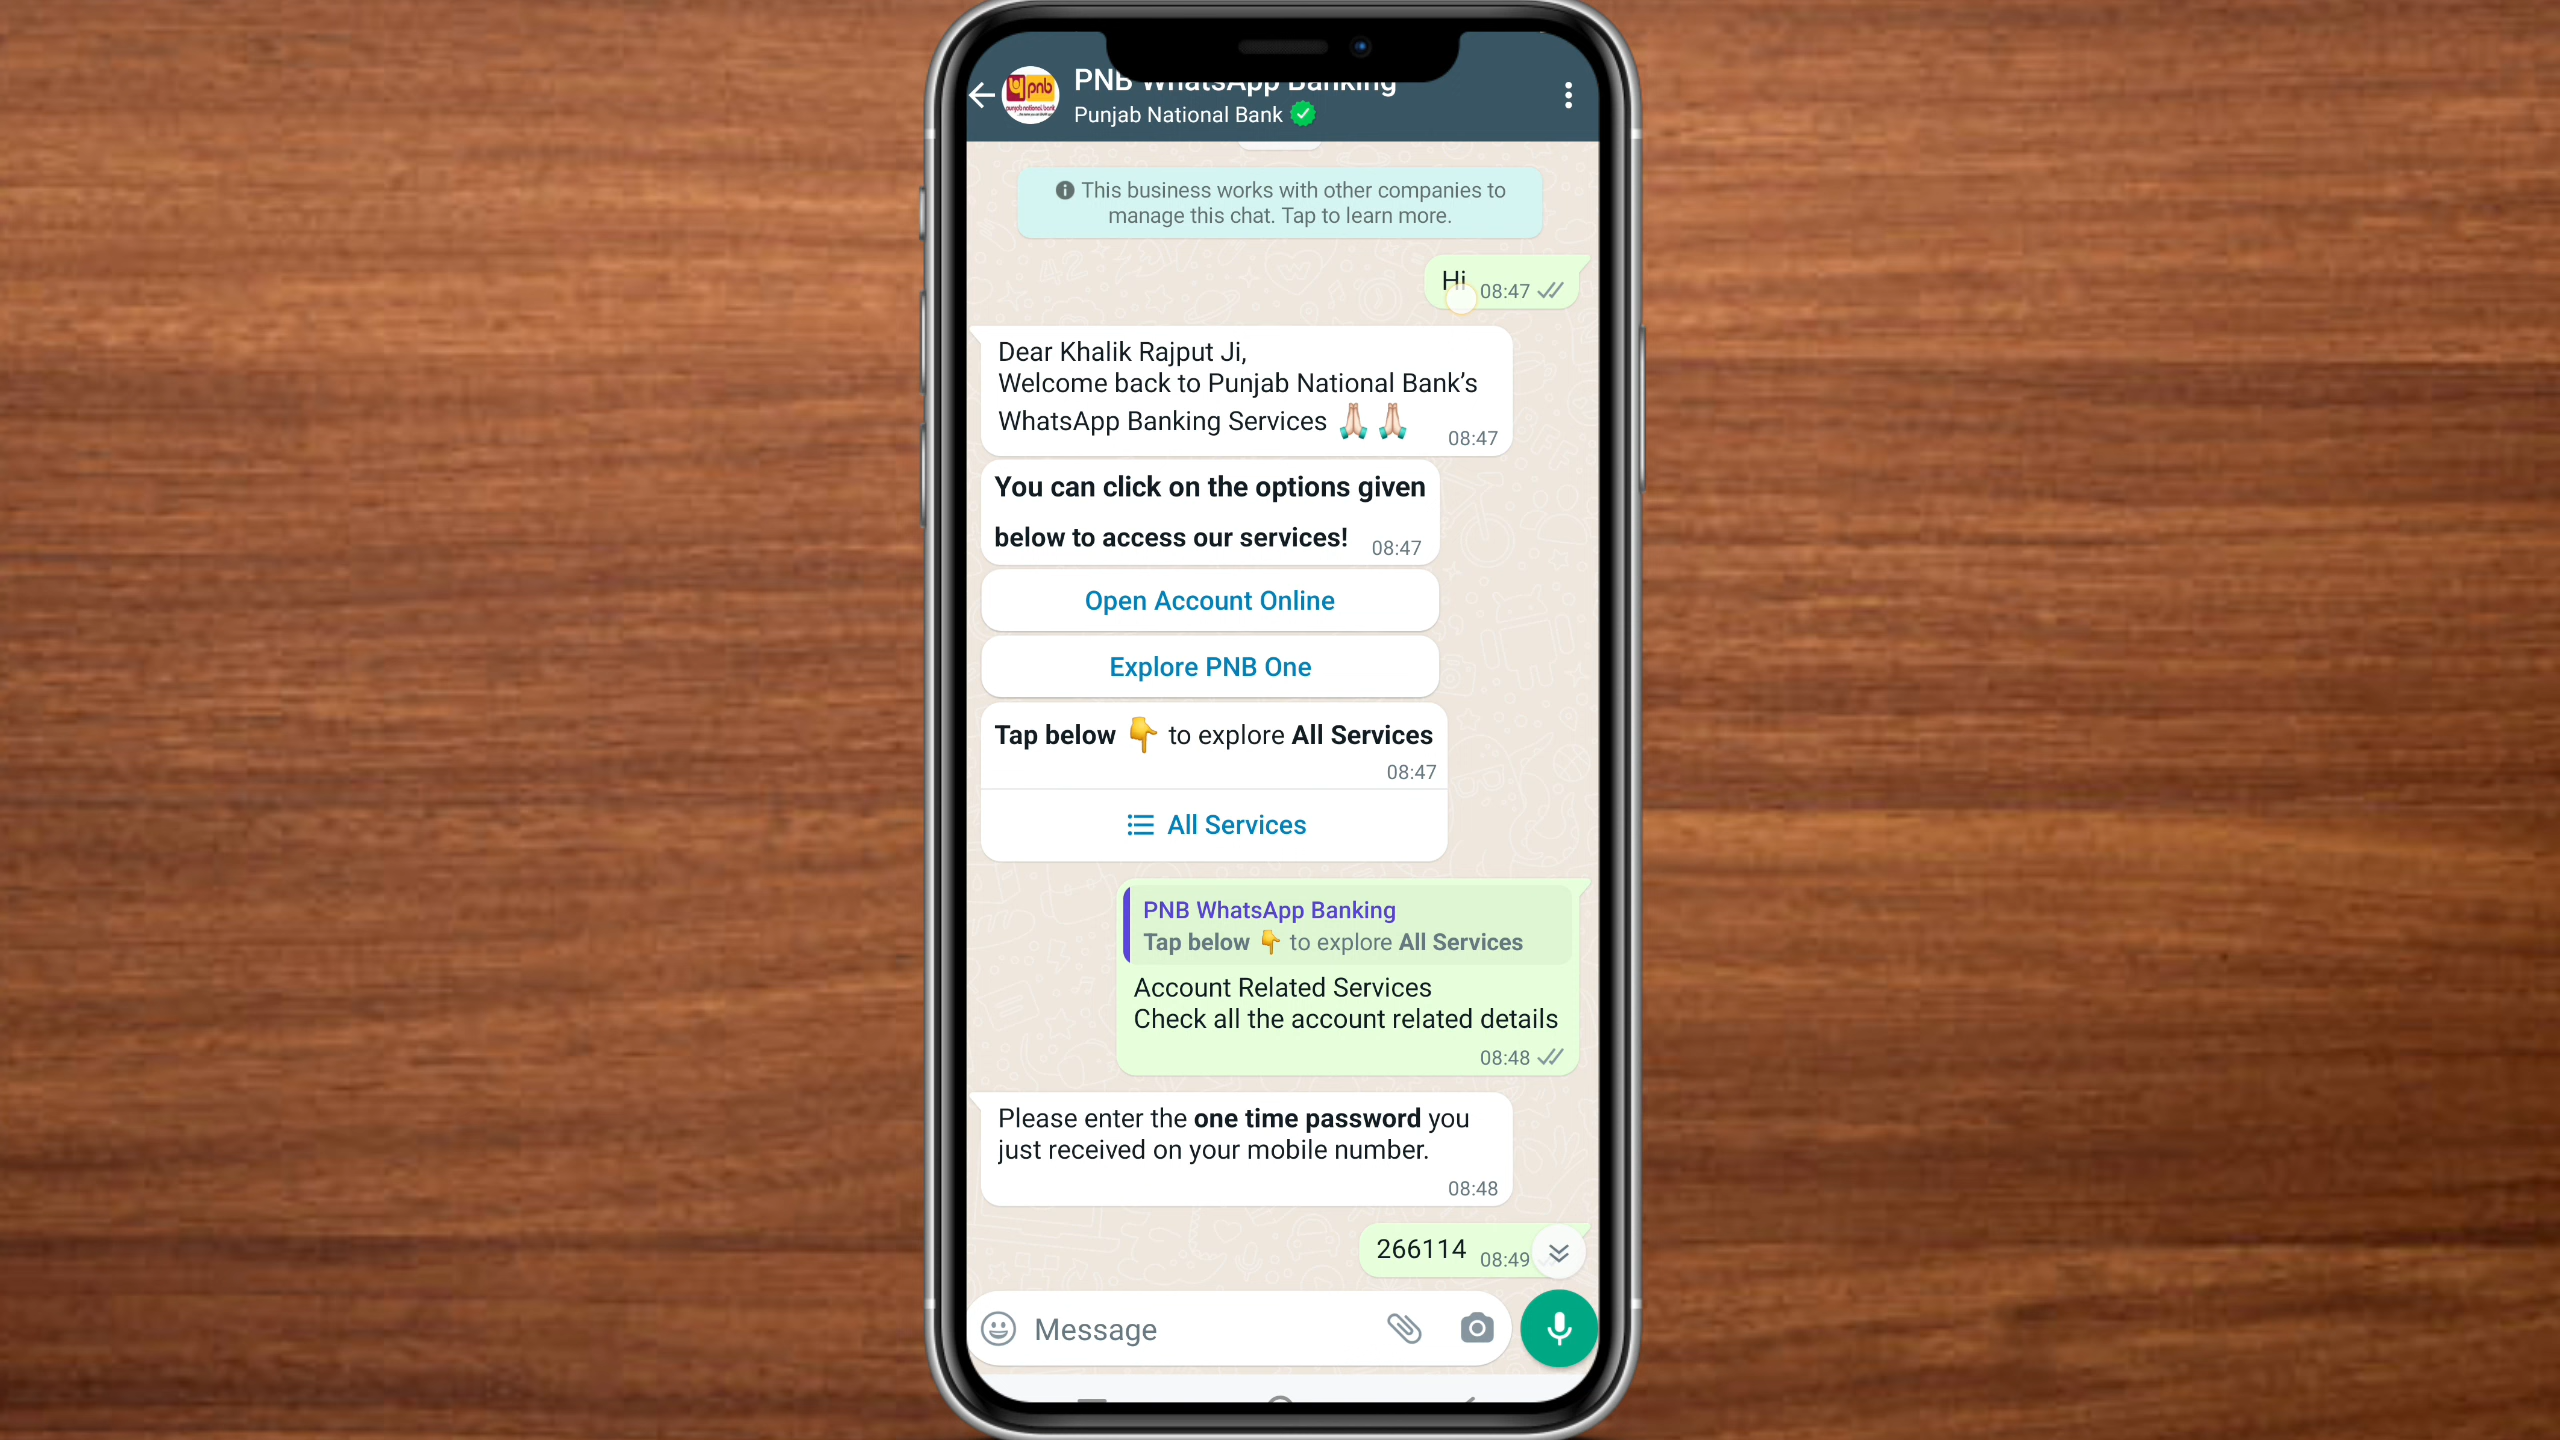 pnb
punjab national bank
PNB WhatsApp Banking
Punjab National Bank
This business works with other companies to
manage this chat. Tap to learn more.
Hi 08:47
Dear Khalik Rajput Ji,
Welcome back to Punjab National Bank’s
WhatsApp Banking Services 🙏🏻 🙏🏻
08:47
You can click on the options given
below to access our services! 08:47
Open Account Online
Explore PNB One
Tap below 👇 to explore All Services
08:47
All Services
PNB WhatsApp Banking
Tap below 👇 to explore All Services
Account Related Services
Check all the account related details
08:48
Please enter the one time password you
just received on your mobile number.
08:48
266114 08:49
Message